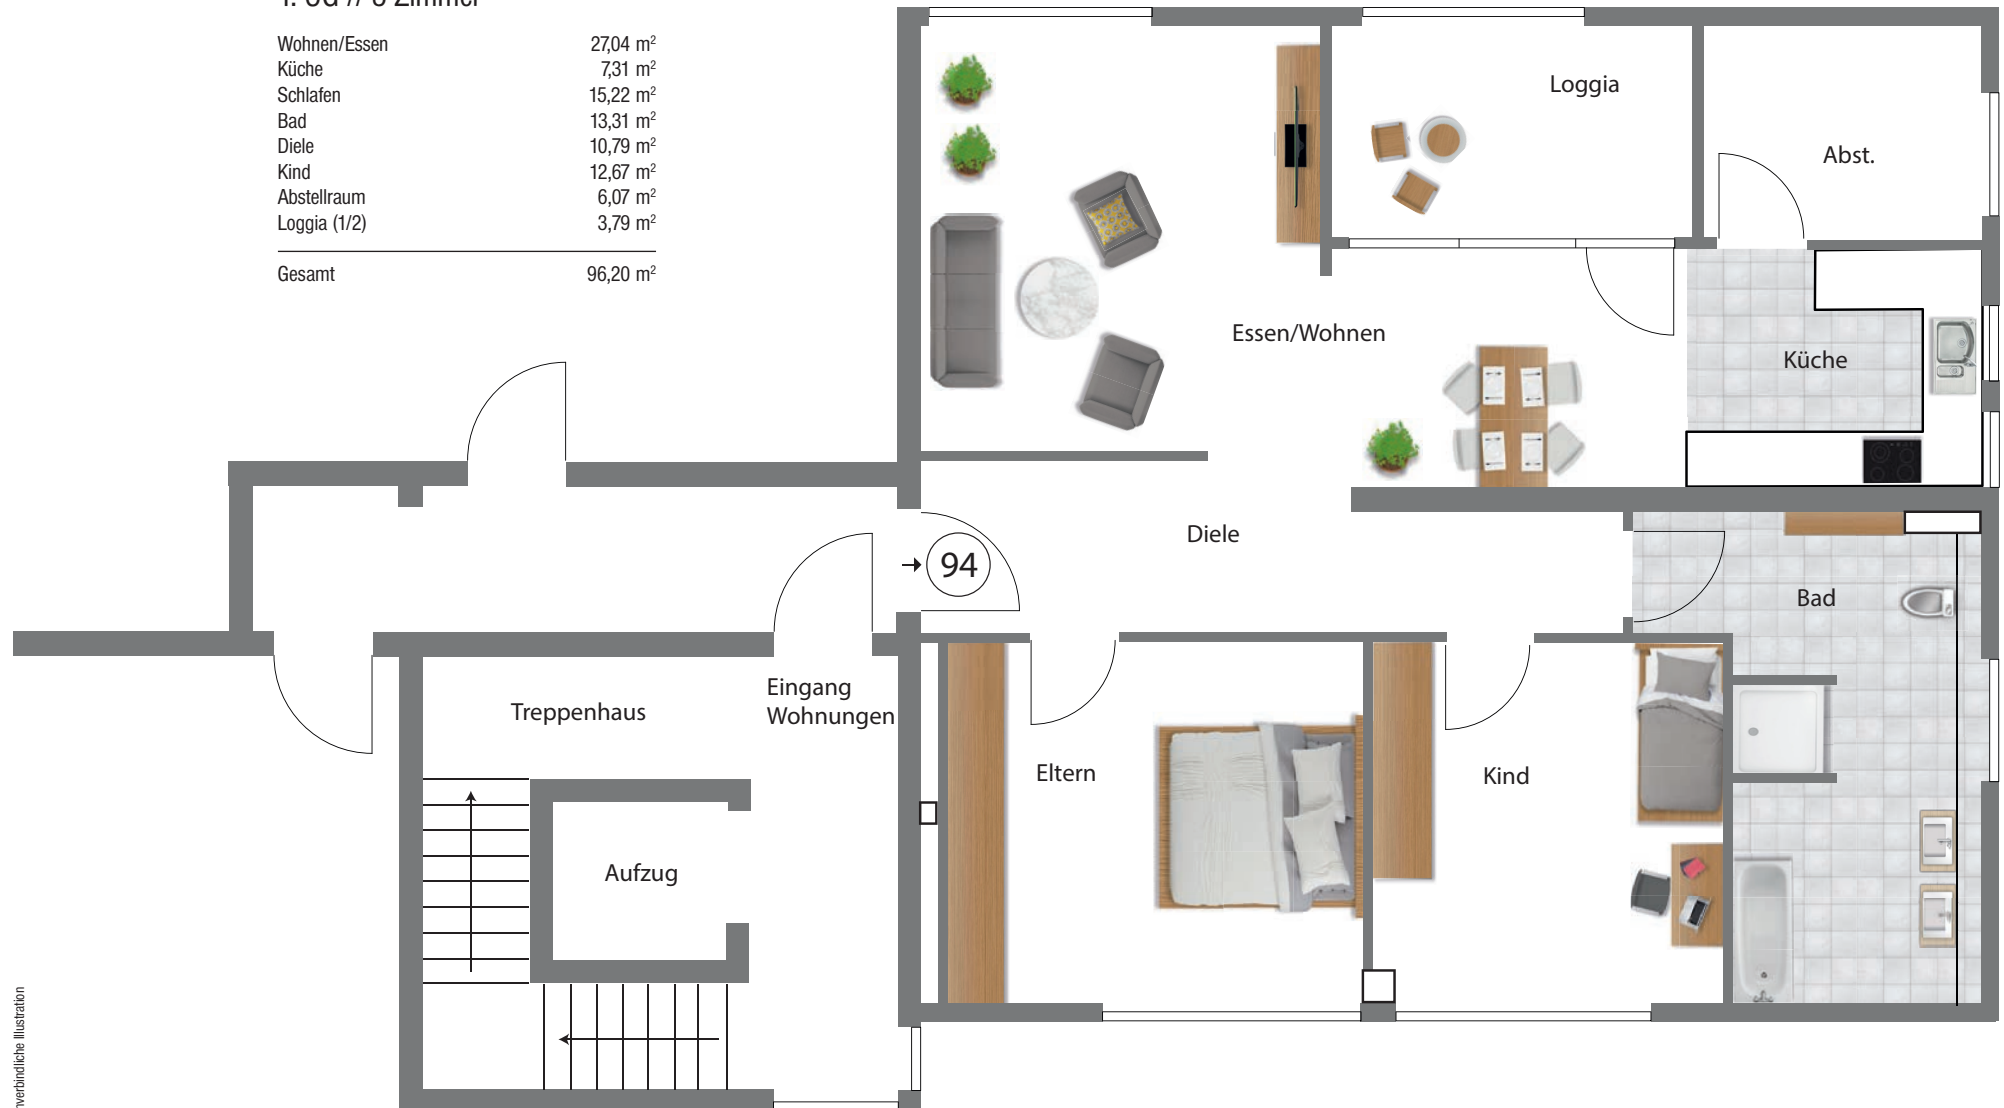 Wohnen/Essen 27,04 m²
Küche 7,31 m²
Schlafen 15,22 m²
Bad 13,31 m²
Diele 10,79 m²
Kind 12,67 m²
Abstellraum 6,07 m²
Loggia (1/2) 3,79 m²
Gesamt 96,20 m²
Loggia
Abst.
Essen/Wohnen
Küche
Diele
94
Bad
Eingang
Wohnungen
Treppenhaus
Eltern
Kind
Aufzug
Illustration